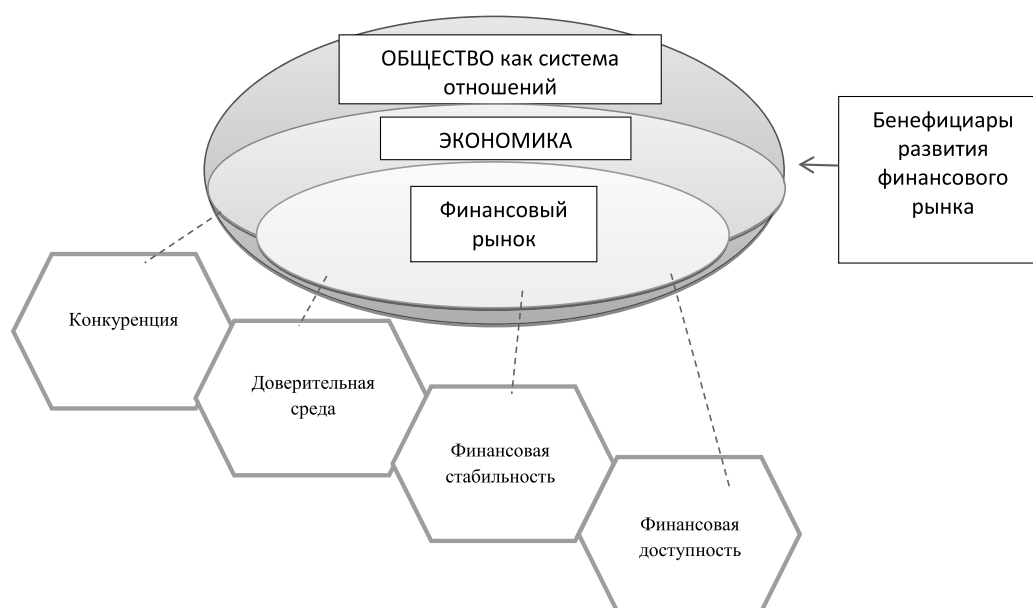 ОБЩЕСТВО как система
отношений
ЭКОНОМИКА
Финансовый
рынок
Бенефициары
развития
финансового
рынка
Конкуренция
Доверительная
среда
Финансовая
стабильность
Финансовая
доступность